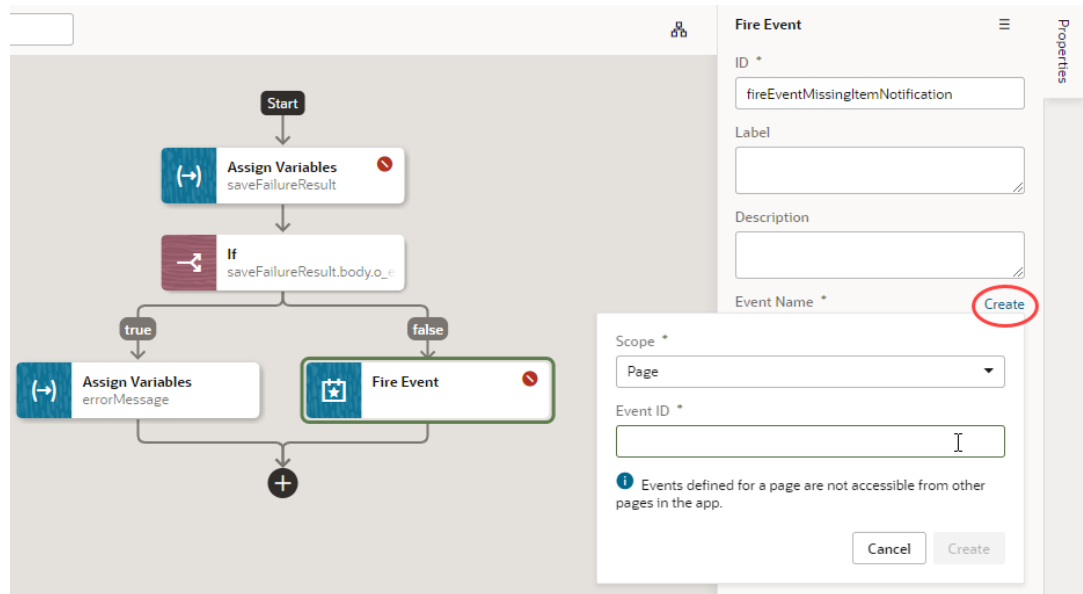 Start
Assign Variables
saveFailureResult
If
saveFailureResult.body.o_e
true
false
Assign Variables
errorMessage
Fire Event
Fire Event
ID *
fireEventMissingItemNotification
Label
Description
Event Name *
Create
Scope *
Page
Event ID *
Events defined for a page are not accessible from other
pages in the app.
Cancel
Create
Properties